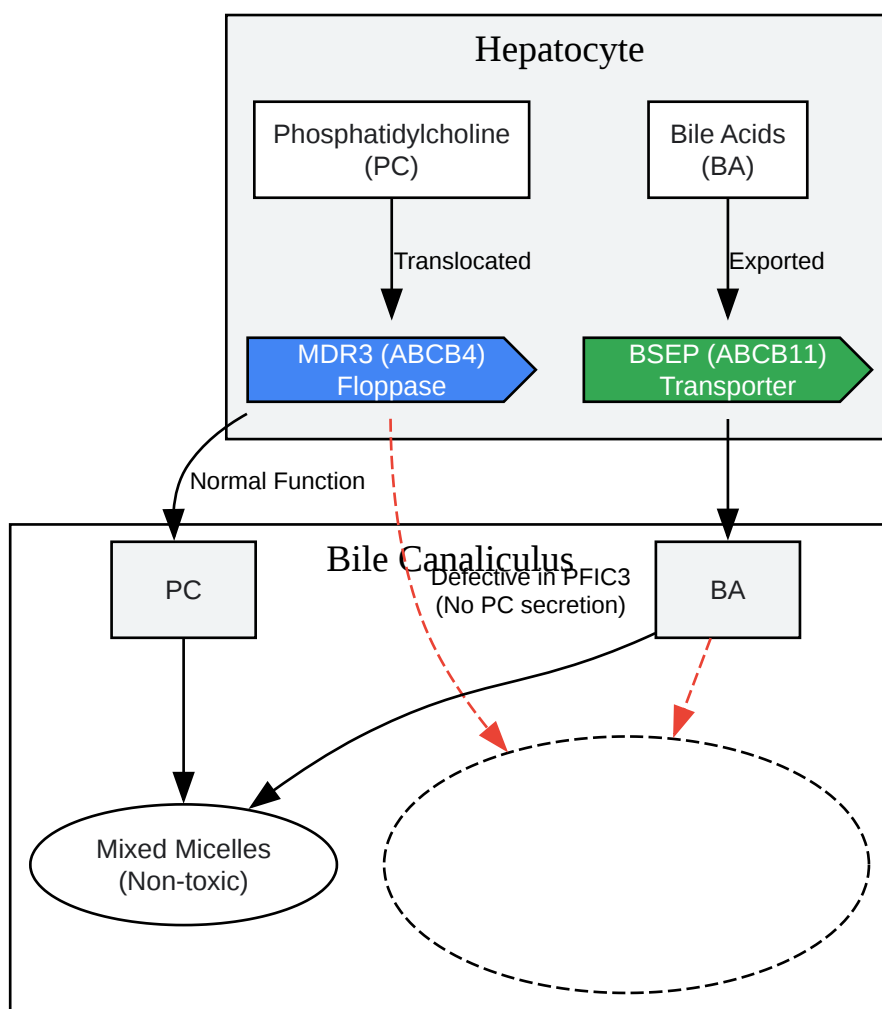 Hepatocyte
Phosphatidylcholine
(PC)
Bile Acids
(BA)
Translocated
Exported
MDR3 (ABCB4)
Floppase
BSEP (ABCB11)
Transporter
Normal Function
Bile Canaliculus
Defective in PFIC3
(No PC secretion)
PC
BA
Mixed Micelles
(Non-toxic)